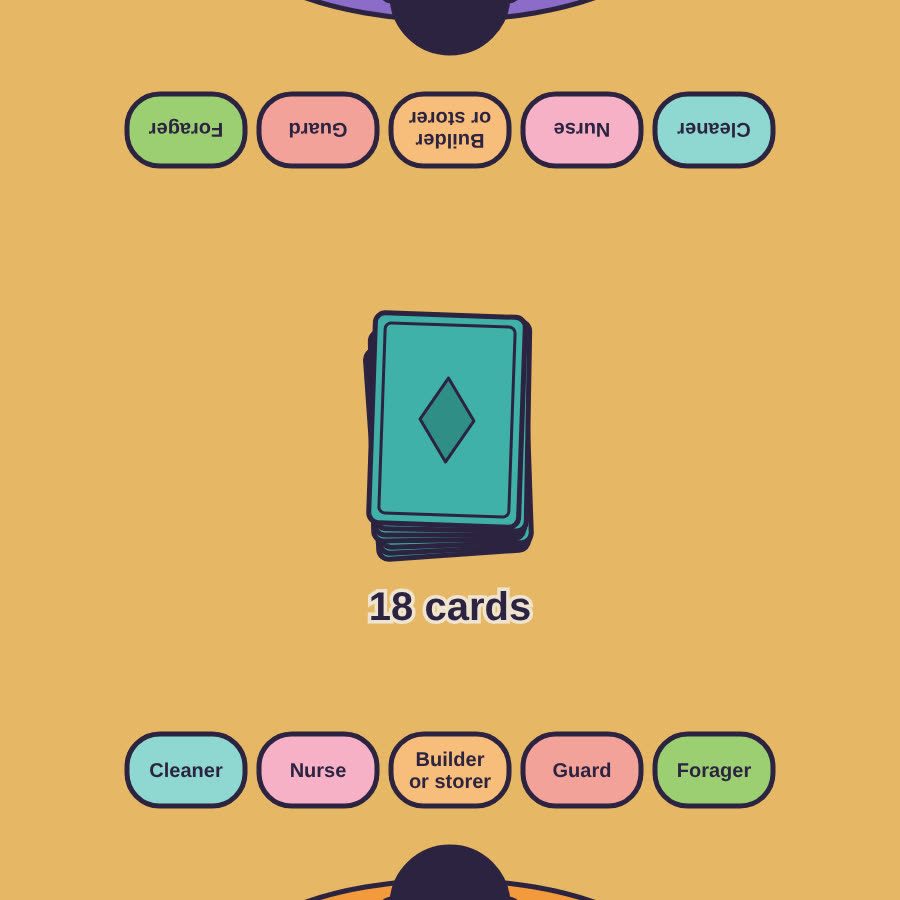 Forager
Guard
Builder
or storer
Nurse
Cleaner
18 cards
Cleaner
Nurse
Builder
or storer
Guard
Forager